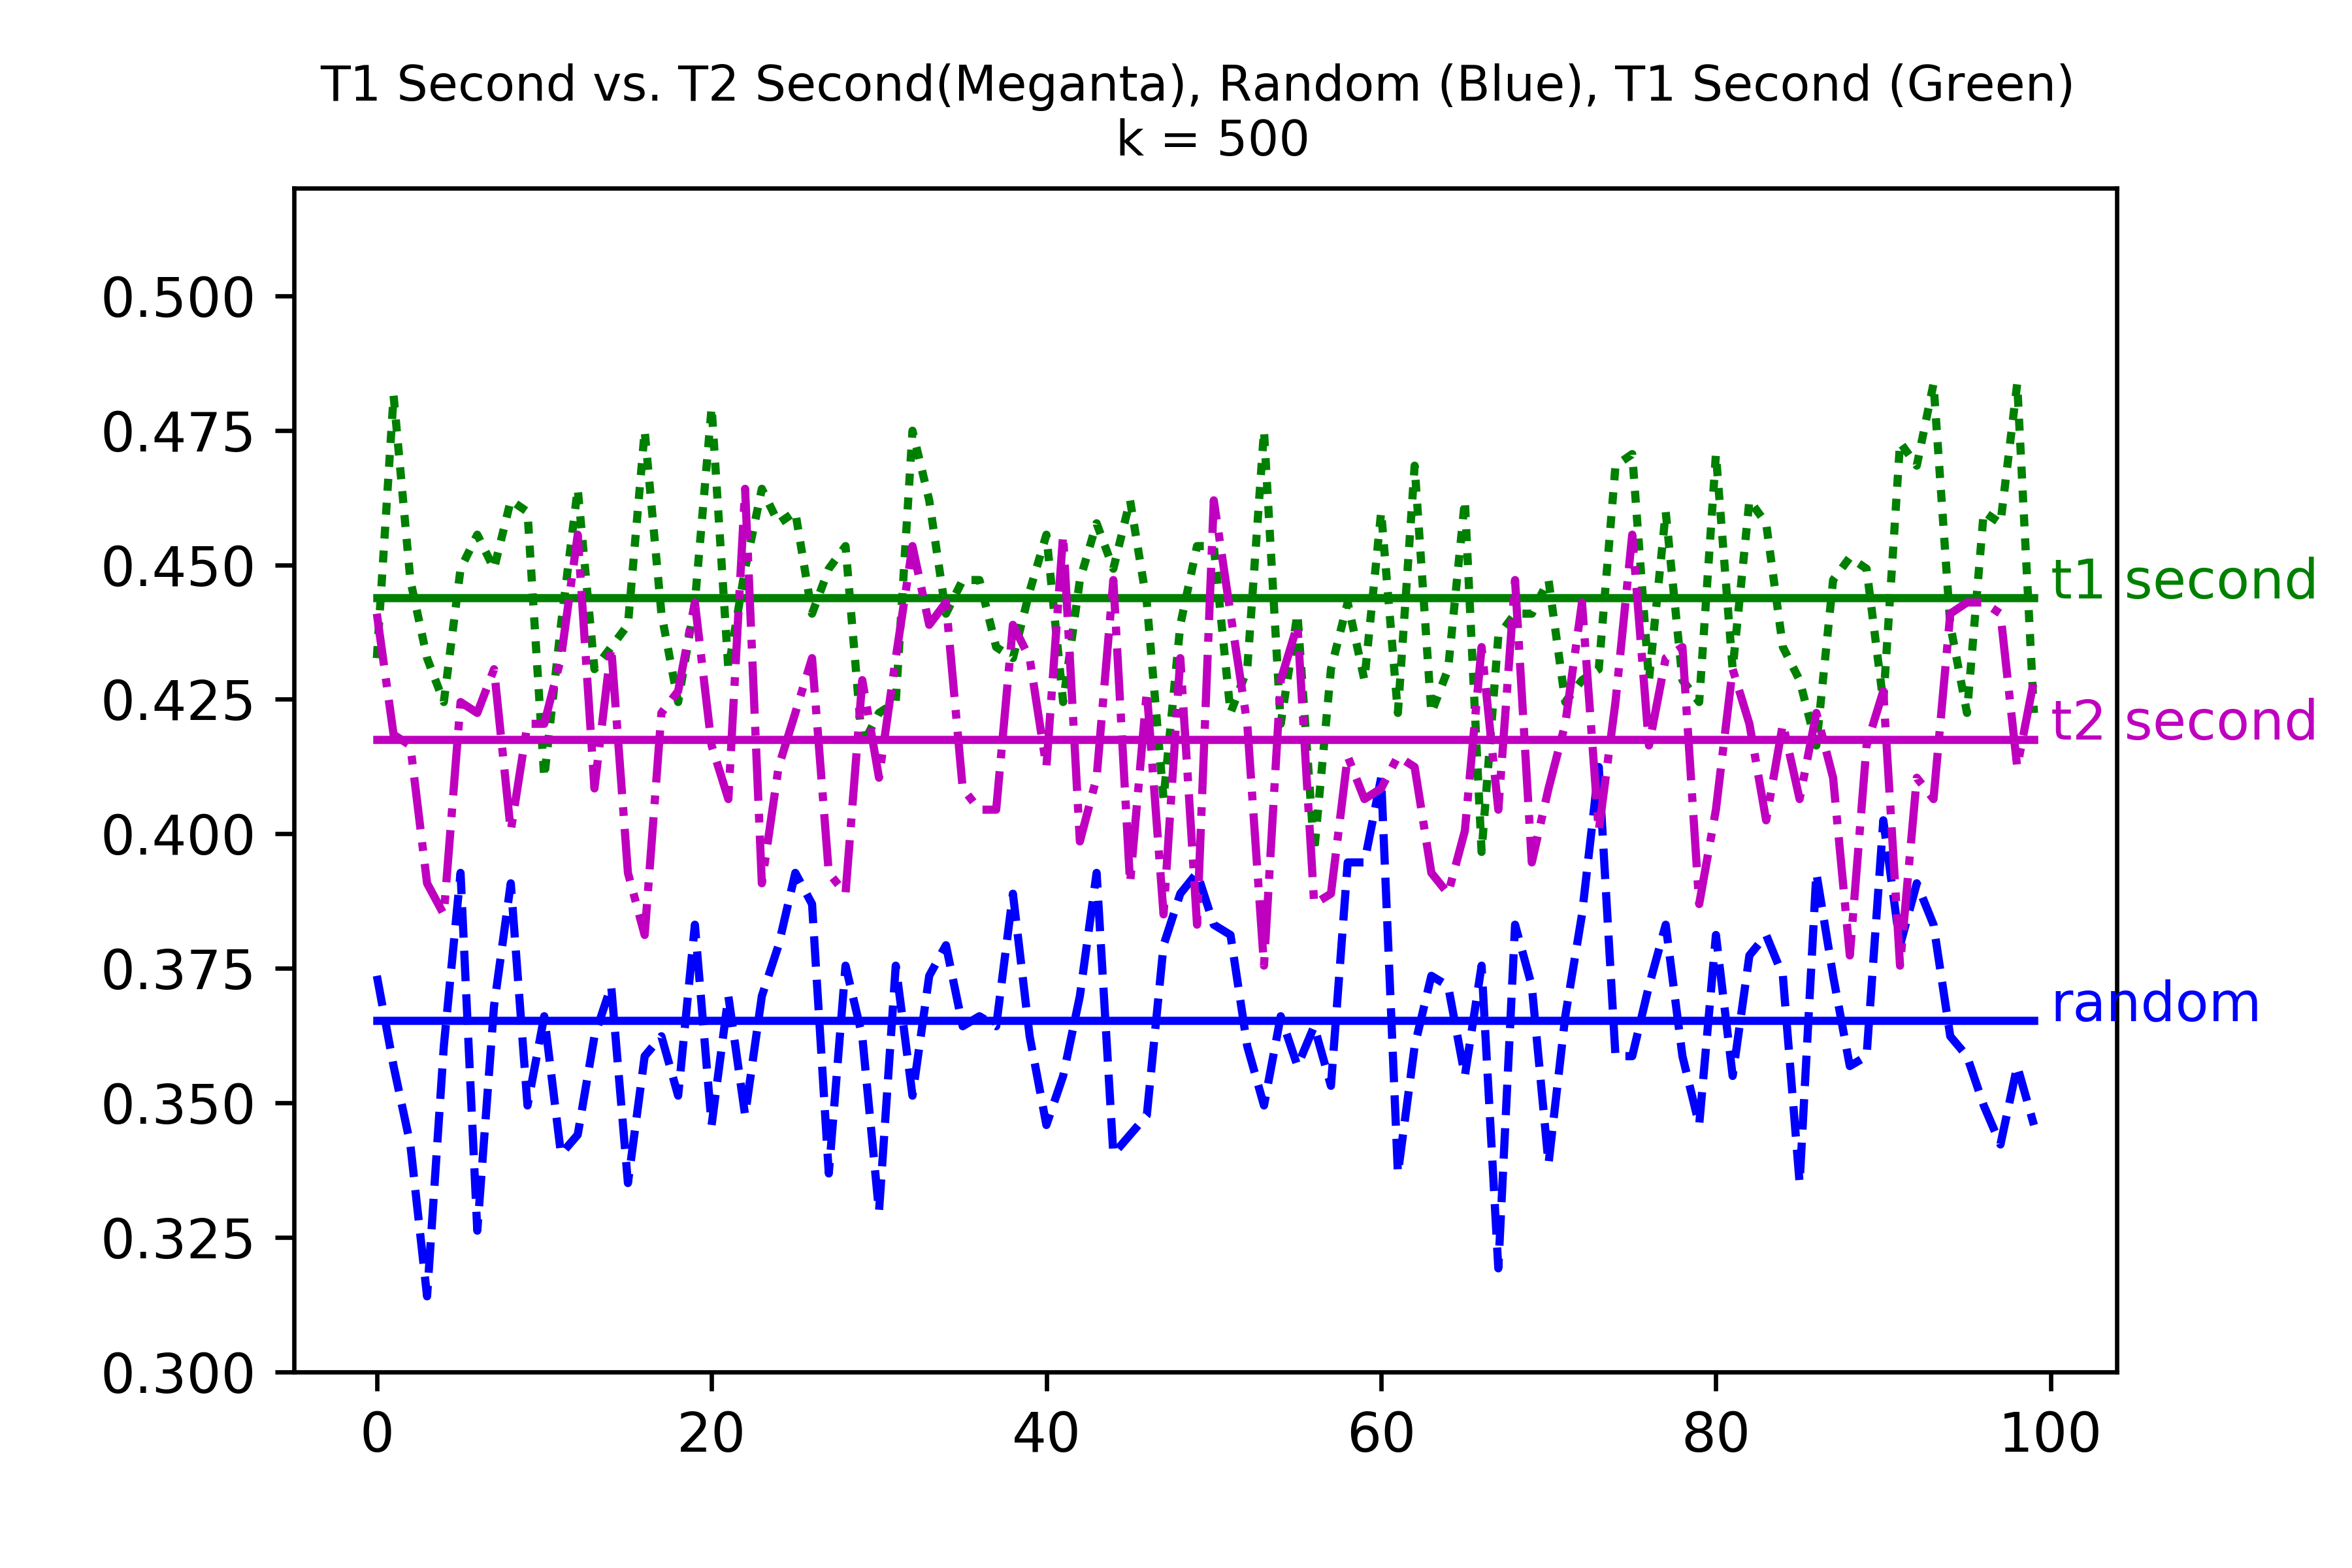 T1 Second vs. T2 Second(Meganta), Random (Blue), T1 Second (Green)
k = 500
0.500
0.475
0.450
t1 second
0.425
t2 second
0.400
0.375
random
0.350
0.325
0.300
0 20 40 60 80 100